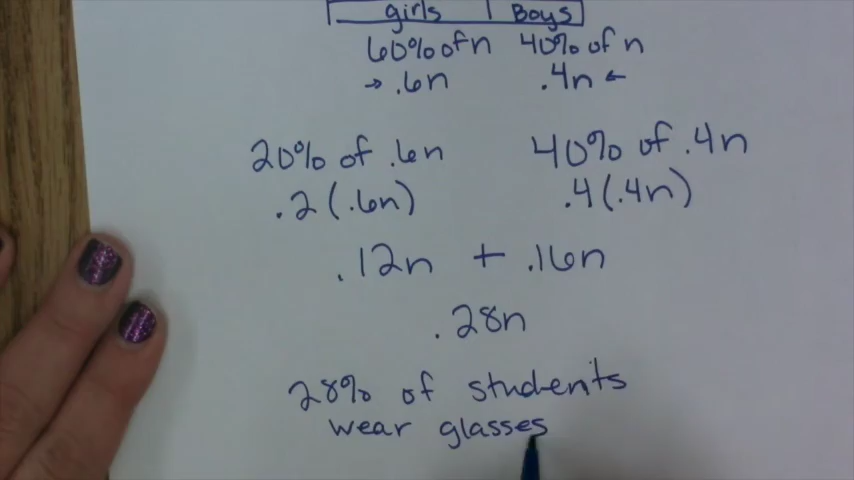 girls Boys
60% of n 40% of n
→ .6n .4n ←
20% of .6n 40% of .4n
.2(.6n) .4(.4n)
.12n + .16n
.28n
28% of students
wear glasses